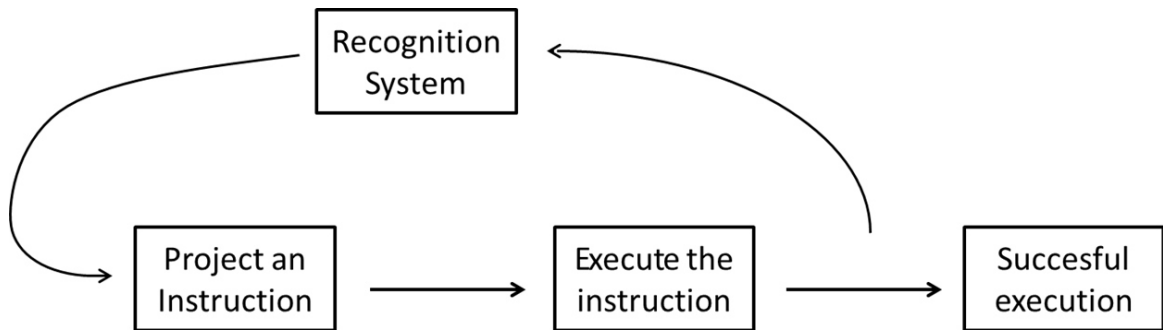 Recognition
System
Project an
Instruction
Execute the
instruction
Succesful
execution